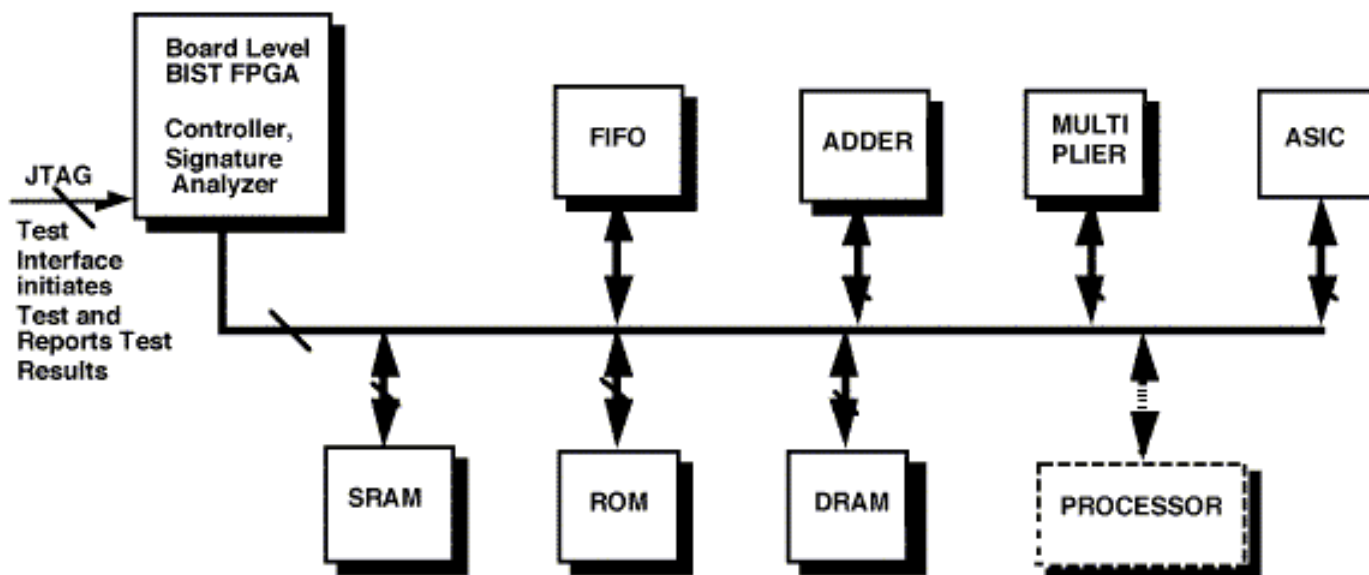 Board Level
BIST FPGA
Controller,
Signature
Analyzer
JTAG
Test
Interface
initiates
Test and
Reports Test
Results
FIFO
ADDER
MULTI
PLIER
ASIC
SRAM
ROM
DRAM
PROCESSOR